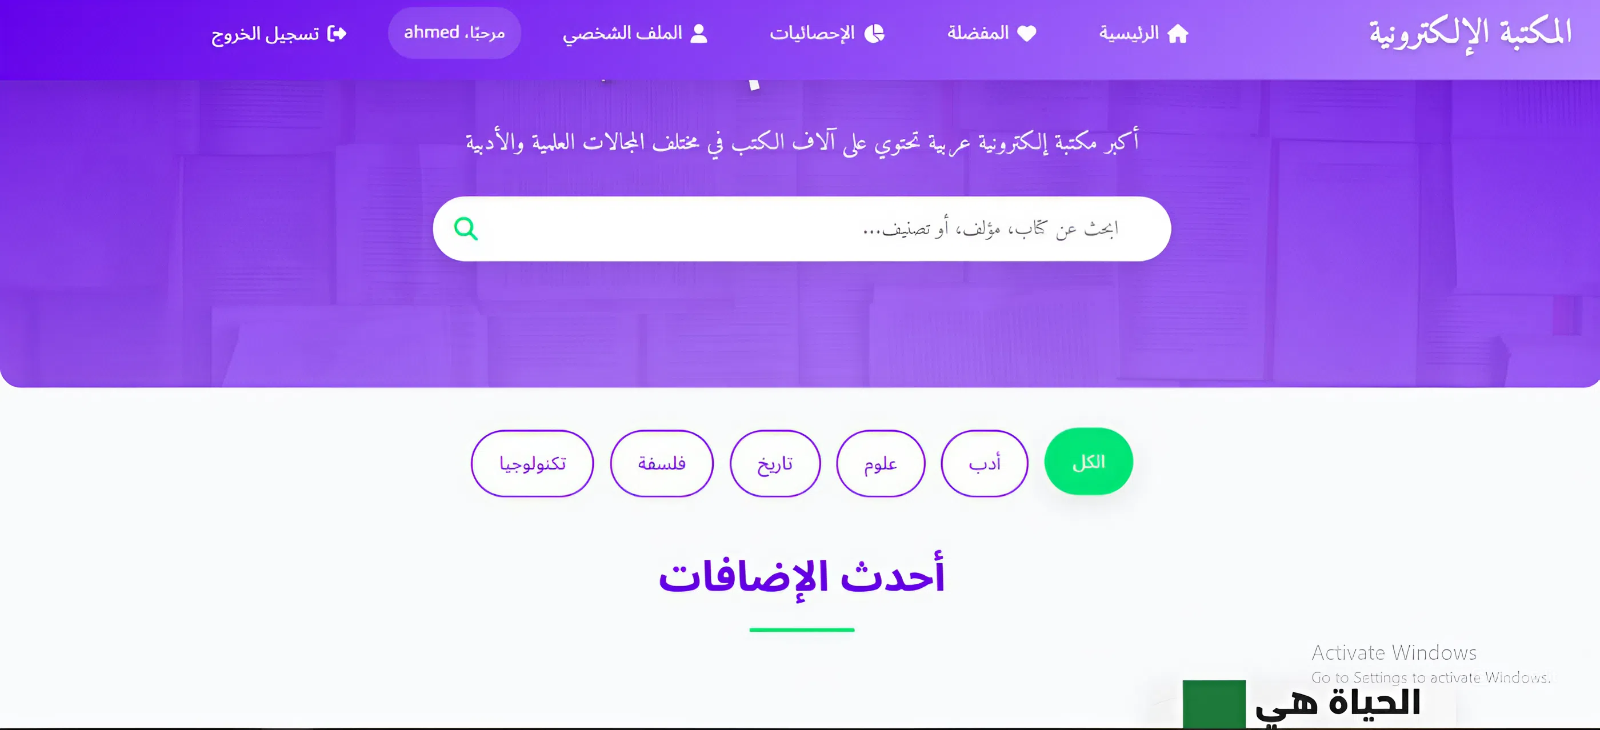 المكتبة الإلكترونية
الرئيسية
المفضلة
الإحصائيات
الملف الشخصي
مرحبًا، ahmed
تسجيل الخروج
أكبر مكتبة إلكترونية عربية تحتوي على آلاف الكتب في مختلف المجالات العلمية والأدبية
ابحث عن كتاب، مؤلف، أو تصنيف...
الكل
أدب
علوم
تاريخ
فلسفة
تكنولوجيا
أحدث الإضافات
Activate Windows
Go to Settings to activate Windows.
الحياة هي